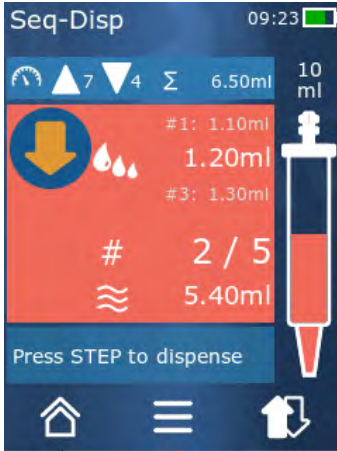 Seq-Disp 09:23
7 4 Σ 6.50ml
10 ml
#1: 1.10ml
1.20ml
#3: 1.30ml
# 2 / 5
5.40ml
Press STEP to dispense